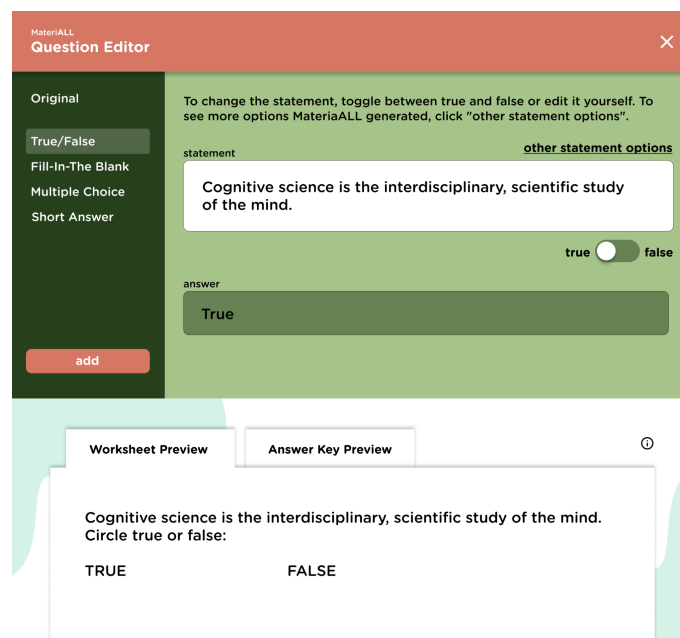 MateriALL
Question Editor
Original
True/False
Fill-In-The Blank
Multiple Choice
Short Answer
add
To change the statement, toggle between true and false or edit it yourself. To
see more options MateriaALL generated, click "other statement options".
other statement options
statement
Cognitive science is the interdisciplinary, scientific study
of the mind.
true false
answer
True
Worksheet Preview
Answer Key Preview
Cognitive science is the interdisciplinary, scientific study of the mind.
Circle true or false:
TRUE FALSE